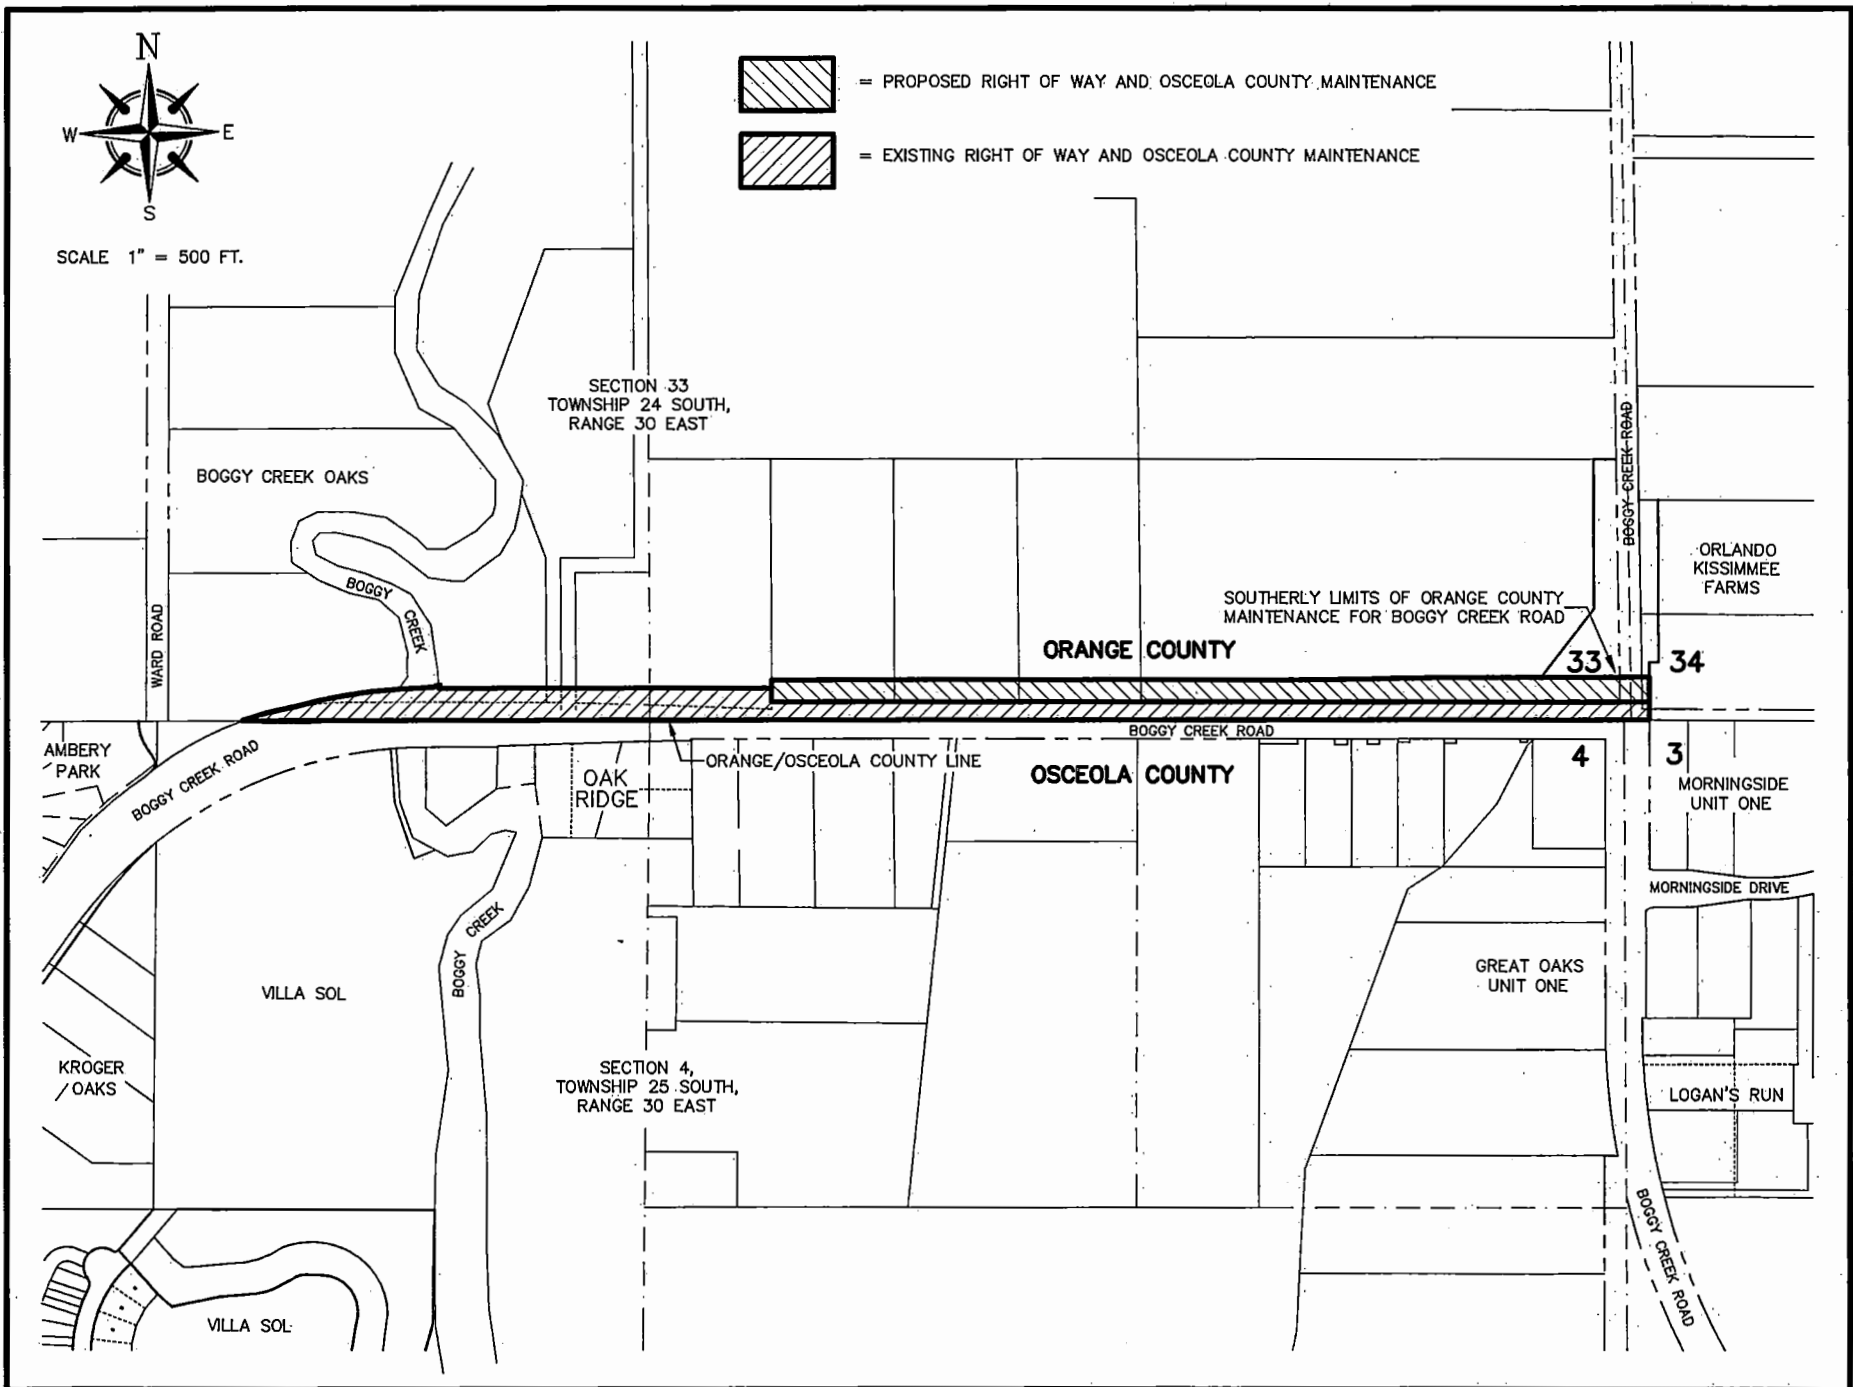 N
W
E
S
SCALE 1" = 500 FT.
= PROPOSED RIGHT OF WAY AND OSCEOLA COUNTY MAINTENANCE
= EXISTING RIGHT OF WAY AND OSCEOLA COUNTY MAINTENANCE
SECTION 33
TOWNSHIP 24 SOUTH,
RANGE 30 EAST
BOGGY CREEK OAKS
BOGGY CREEK
WARD ROAD
BOGGY CREEK ROAD
ORLANDO
KISSIMMEE
FARMS
SOUTHERLY LIMITS OF ORANGE COUNTY
MAINTENANCE FOR BOGGY CREEK ROAD
ORANGE COUNTY
33
34
BOGGY CREEK ROAD
AMBERY
PARK
BOGGY CREEK ROAD
ORANGE/OSCEOLA COUNTY LINE
OSCEOLA COUNTY
4
3
OAK
RIDGE
MORNINGSIDE
UNIT ONE
MORNINGSIDE DRIVE
BOGGY CREEK
VILLA SOL
GREAT OAKS
UNIT ONE
KROGER
OAKS
SECTION 4,
TOWNSHIP 25 SOUTH,
RANGE 30 EAST
LOGAN'S RUN
BOGGY CREEK ROAD
VILLA SOL